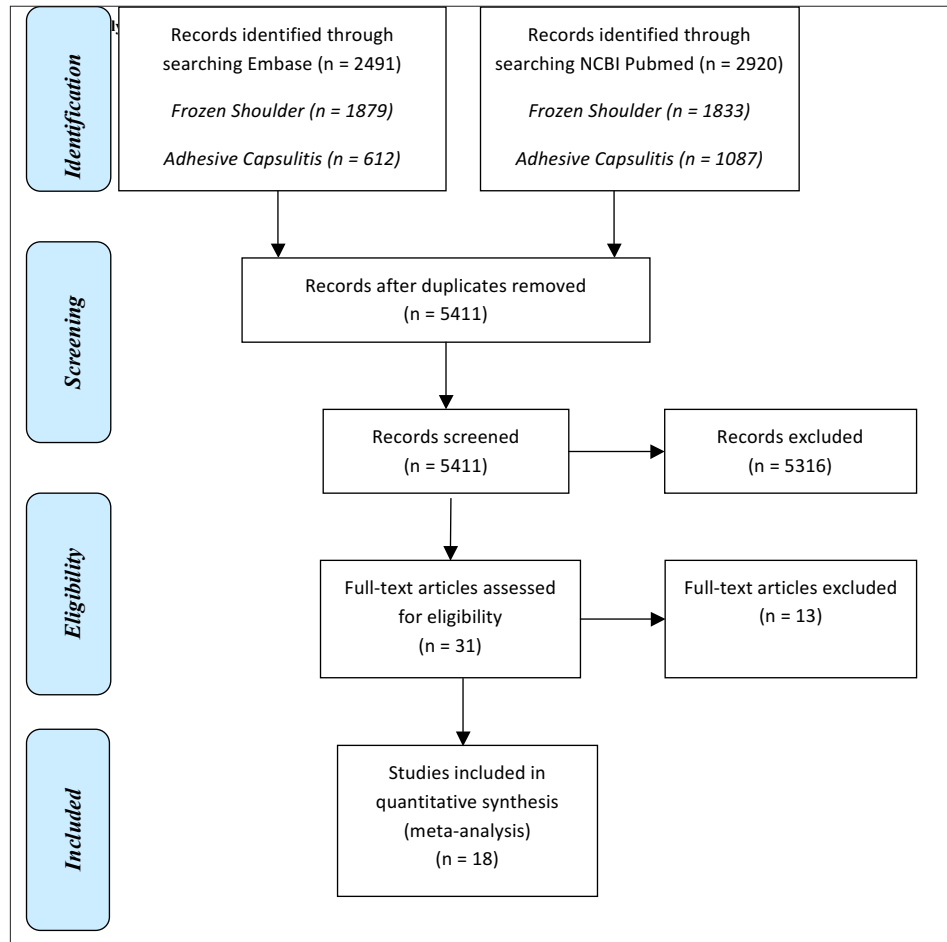 Identification
Records identified through
searching Embase (n = 2491)
Frozen Shoulder (n = 1879)
Adhesive Capsulitis (n = 612)
Records identified through
searching NCBI Pubmed (n = 2920)
Frozen Shoulder (n = 1833)
Adhesive Capsulitis (n = 1087)
Screening
Records after duplicates removed
(n = 5411)
Records screened
(n = 5411)
Records excluded
(n = 5316)
Eligibility
Full-text articles assessed
for eligibility
(n = 31)
Full-text articles excluded
(n = 13)
Included
Studies included in
quantitative synthesis
(meta-analysis)
(n = 18)